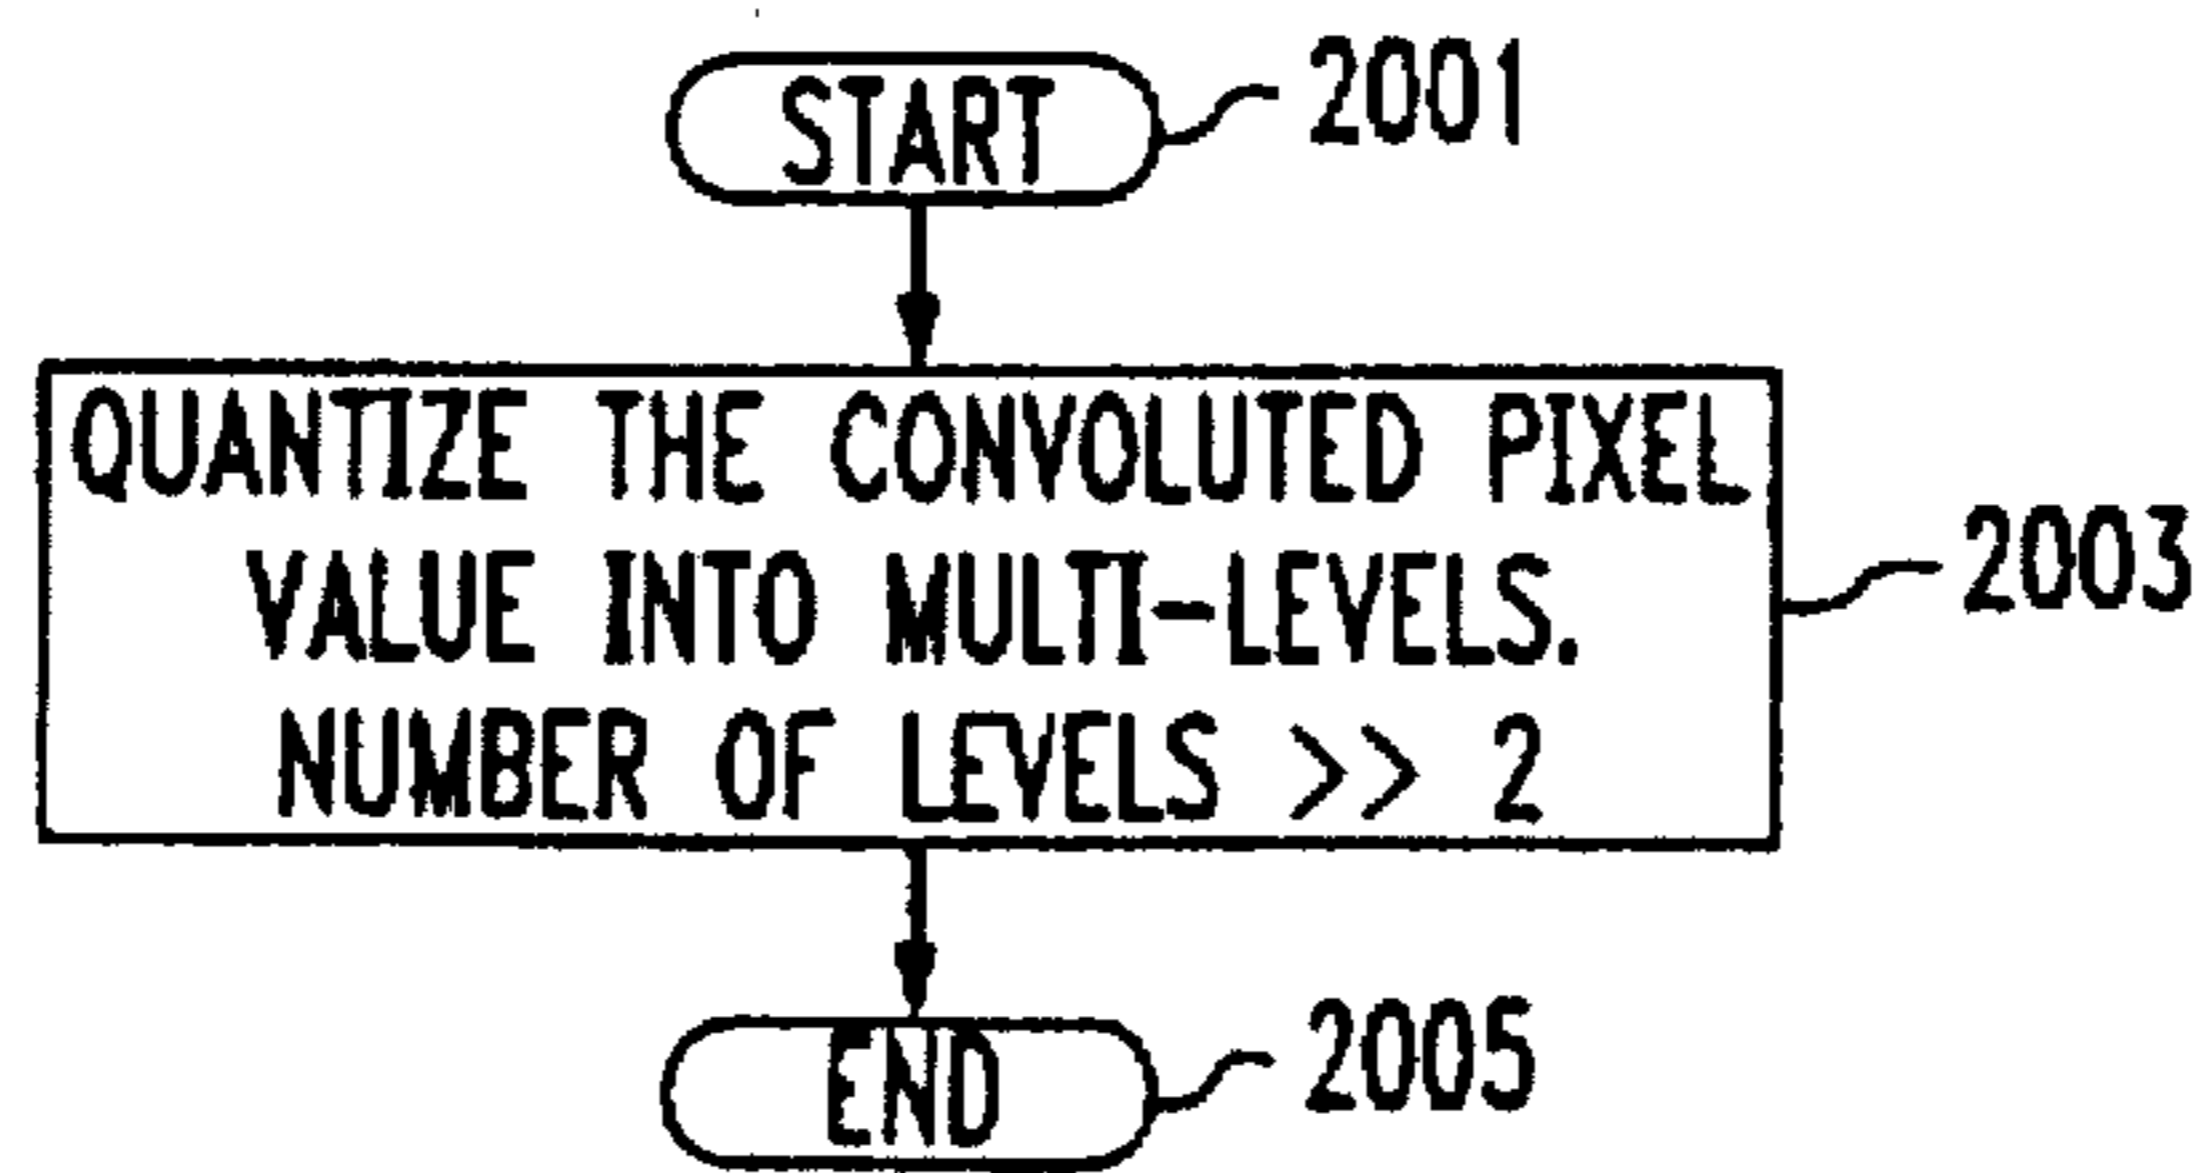 START
2001
QUANTIZE THE CONVOLUTED PIXEL
VALUE INTO MULTI-LEVELS.
NUMBER OF LEVELS >> 2
2003
END
2005